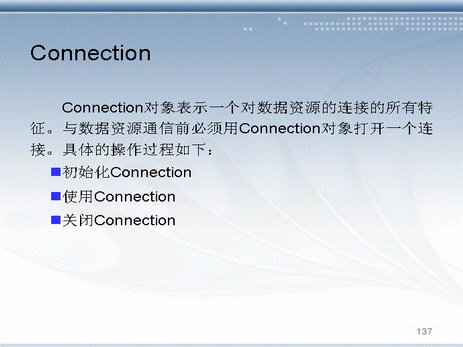 Connection
Connection对象表示一个对数据资源的连接的所有特
征。与数据资源通信前必须用Connection对象打开一个连
接。具体的操作过程如下：
初始化Connection
使用Connection
关闭Connection
137